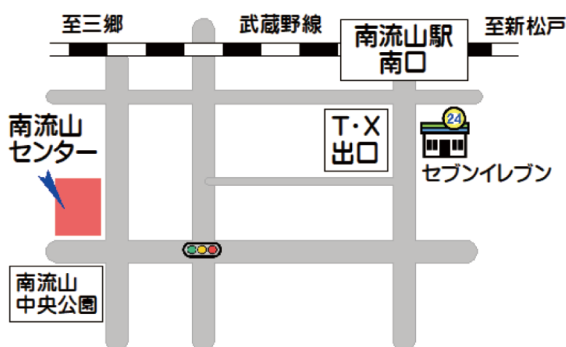 至三郷
武蔵野線
南流山駅
南口
至新松戸
南流山
センター
T・X
出口
24
セブンイレブン
南流山
中央公園